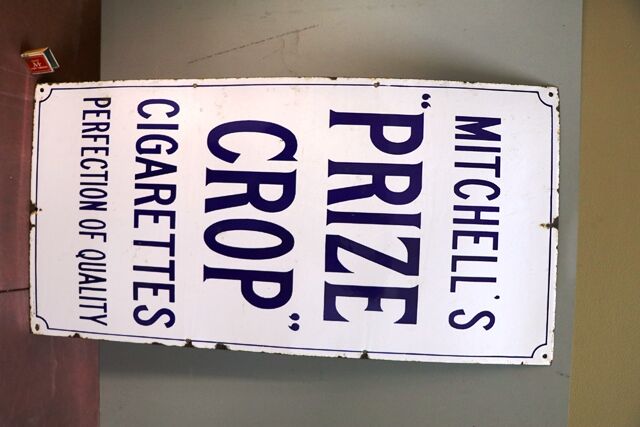 MITCHELL'S
"PRIZE
CROP"
CIGARETTES
PERFECTION OF QUALITY